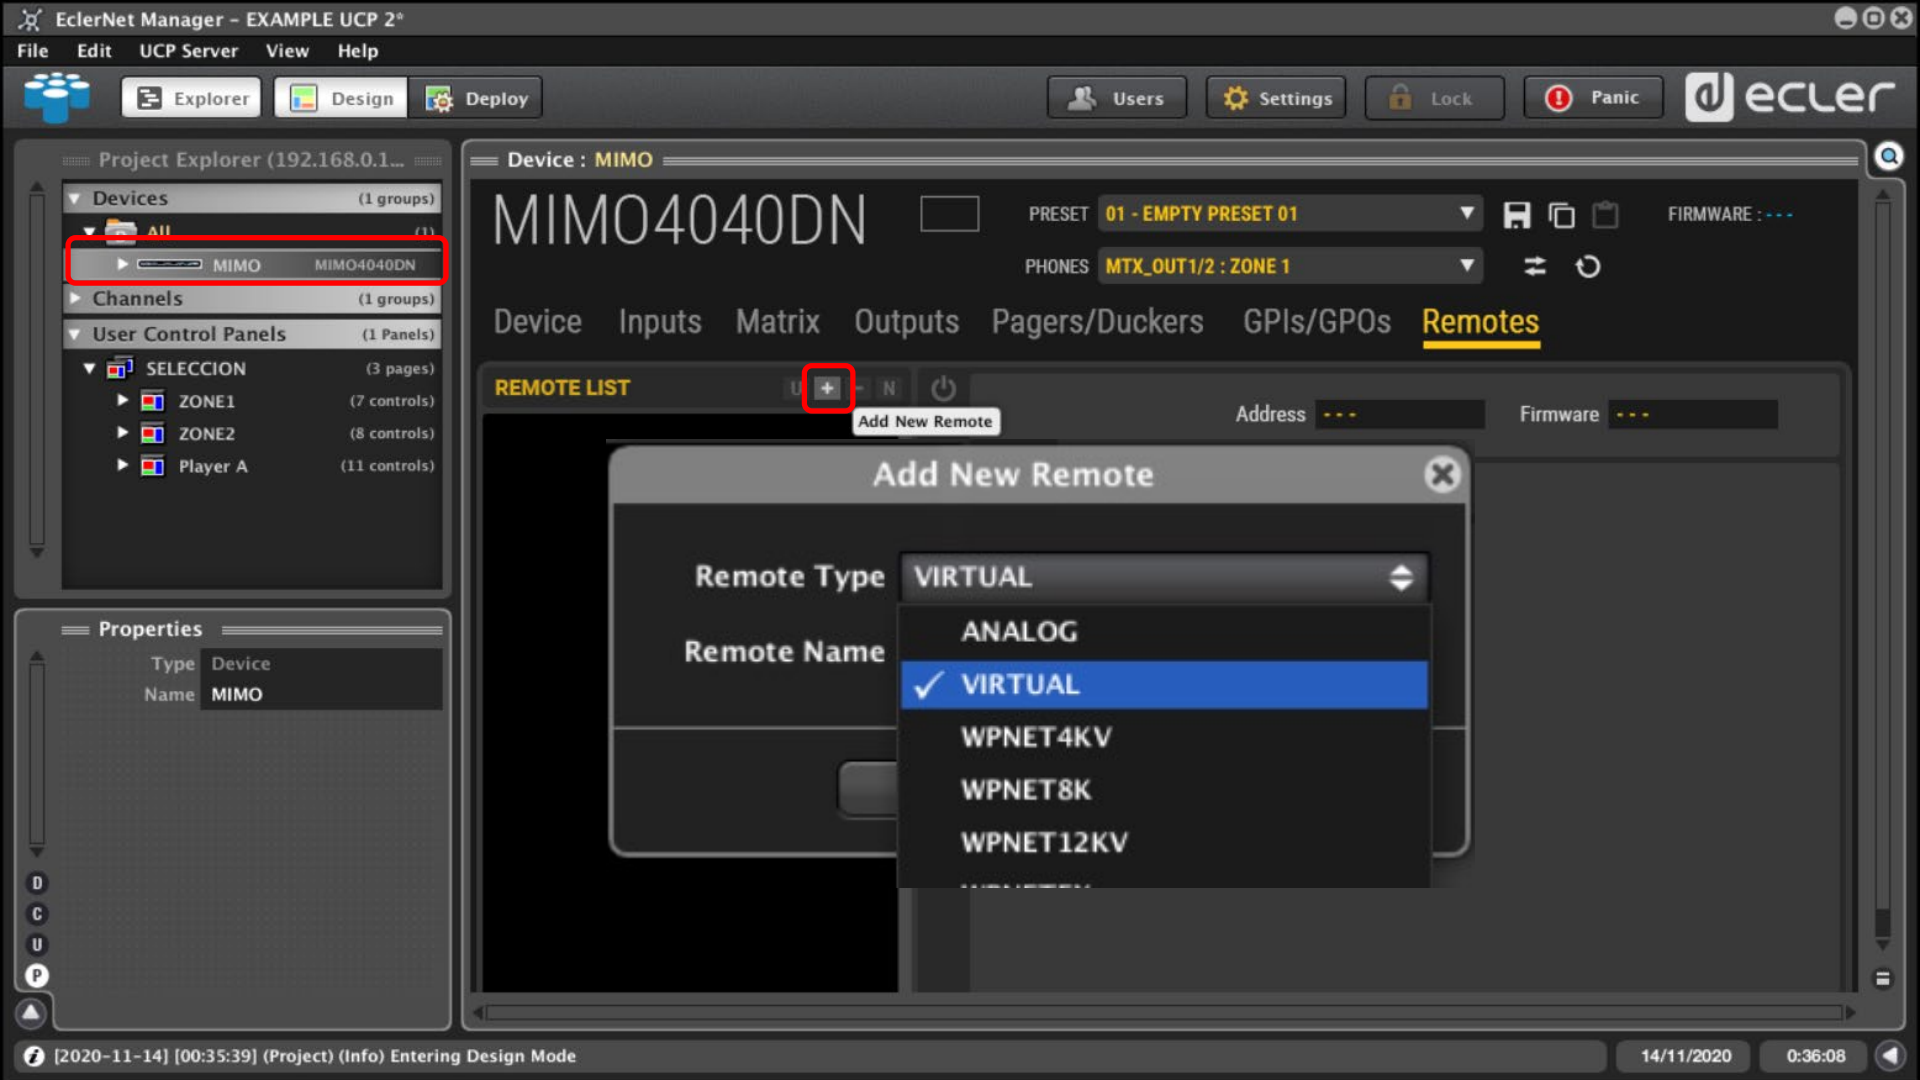 EclerNet Manager – EXAMPLE UCP 2*
File Edit UCP Server View Help
Explorer Design Deploy Users Settings Lock Panic ecler
Project Explorer (192.168.0.1...
Devices (1 groups)
All (1)
MIMO MIMO4040DN
Channels (1 groups)
User Control Panels (1 Panels)
SELECCION (3 pages)
ZONE1 (7 controls)
ZONE2 (8 controls)
Player A (11 controls)
Properties
Type Device
Name MIMO
D
C
U
P
Device : MIMO
MIMO4040DN
PRESET 01 - EMPTY PRESET 01 FIRMWARE : ---
PHONES MTX_OUT1/2 : ZONE 1
Device Inputs Matrix Outputs Pagers/Duckers GPIs/GPOs Remotes
REMOTE LIST U + - N
Add New Remote
Address --- Firmware ---
Add New Remote
Remote Type VIRTUAL
Remote Name
ANALOG
✓ VIRTUAL
WPNET4KV
WPNET8K
WPNET12KV
[2020-11-14] [00:35:39] (Project) (Info) Entering Design Mode
14/11/2020 0:36:08